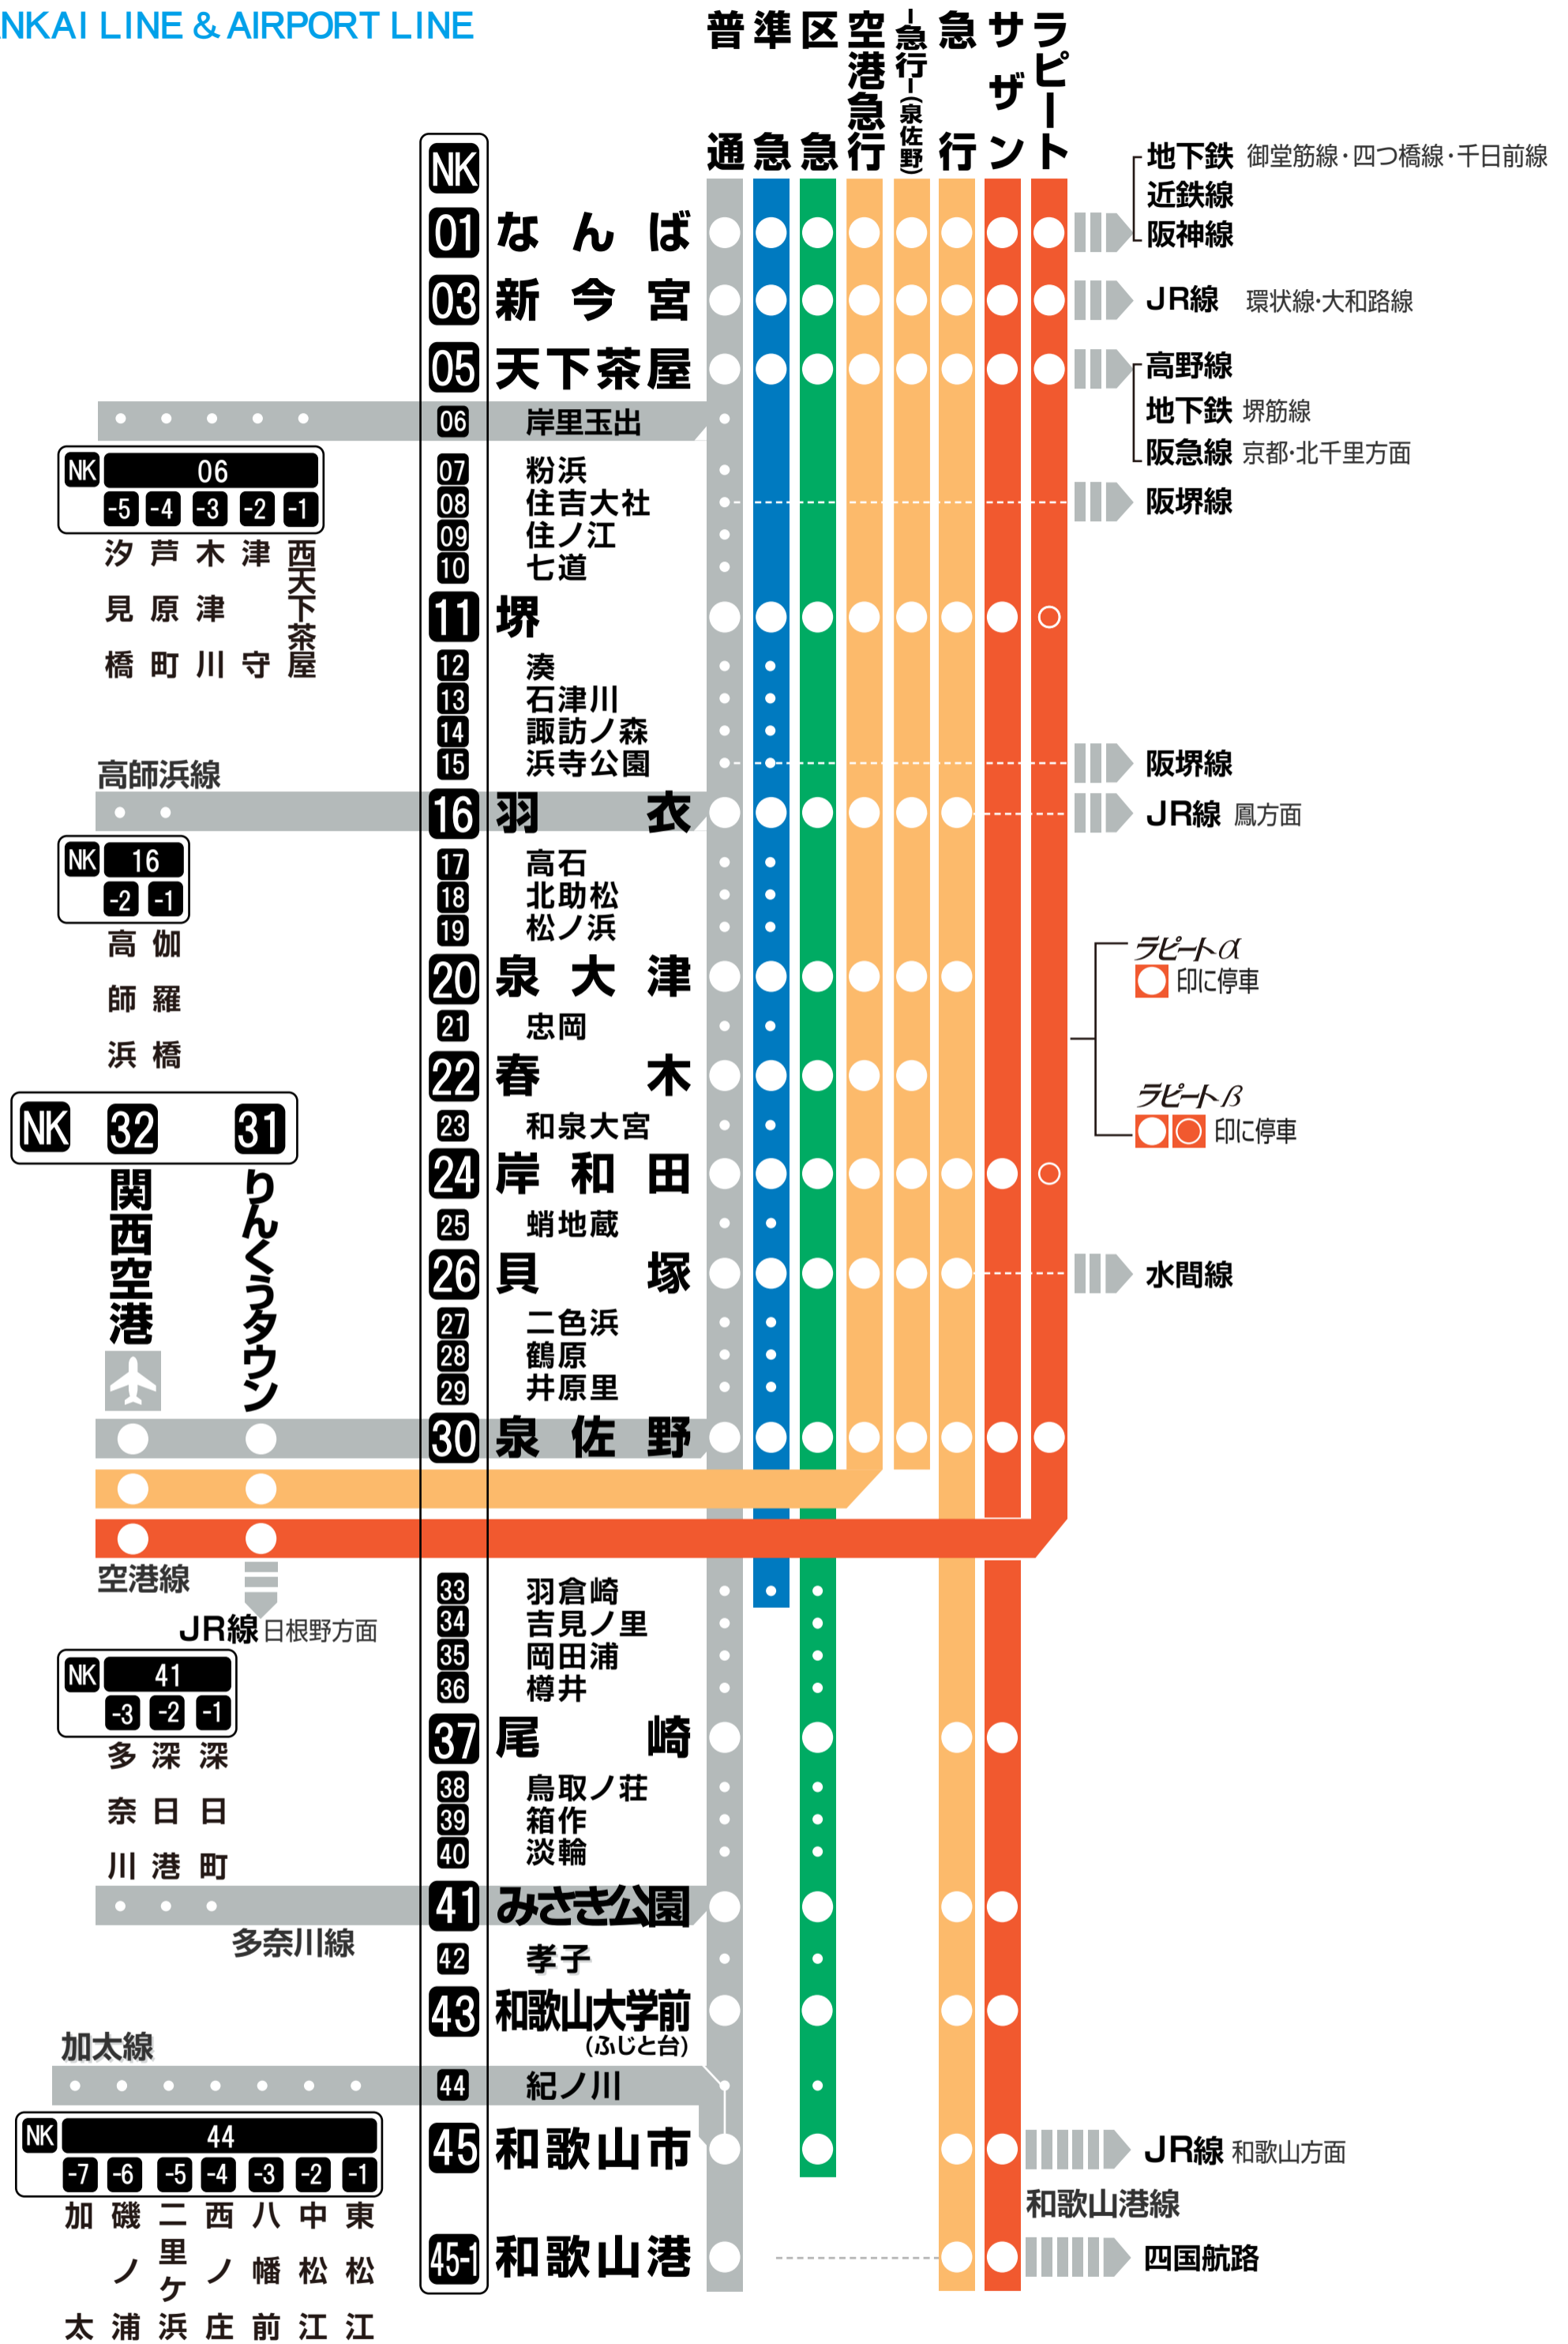 NKAI LINE & AIRPORT LINE
普通
準急
区急
空港急行
−急行−(泉佐野)
急行
サザン
ラピート
NK
01 なんば
地下鉄 御堂筋線・四つ橋線・千日前線
近鉄線
阪神線
03 新今宮
JR線 環状線・大和路線
05 天下茶屋
高野線
地下鉄 堺筋線
阪急線 京都・北千里方面
06 岸里玉出
NK 06
-5 -4 -3 -2 -1
汐見橋
芦原町
木津川
津守
西天下茶屋
07 粉浜
08 住吉大社
阪堺線
09 住ノ江
10 七道
11 堺
12 湊
13 石津川
14 諏訪ノ森
15 浜寺公園
阪堺線
高師浜線
16 羽衣
JR線 鳳方面
NK 16
-2 -1
高師浜
伽羅橋
17 高石
18 北助松
19 松ノ浜
20 泉大津
ラピートα
印に停車
21 忠岡
22 春木
ラピートβ
印に停車
23 和泉大宮
24 岸和田
25 蛸地蔵
26 貝塚
水間線
27 二色浜
28 鶴原
29 井原里
30 泉佐野
NK 32 31
関西空港
りんくうタウン
空港線
JR線 日根野方面
33 羽倉崎
34 吉見ノ里
35 岡田浦
36 樽井
37 尾崎
NK 41
-3 -2 -1
多奈川
深日港
深日町
38 鳥取ノ荘
39 箱作
40 淡輪
41 みさき公園
多奈川線
42 孝子
43 和歌山大学前
(ふじと台)
加太線
44 紀ノ川
45 和歌山市
JR線 和歌山方面
和歌山港線
45-1 和歌山港
四国航路
NK 44
-7 -6 -5 -4 -3 -2 -1
加太
磯ノ浦
二里ケ浜
西ノ庄
八幡前
中松江
東松江